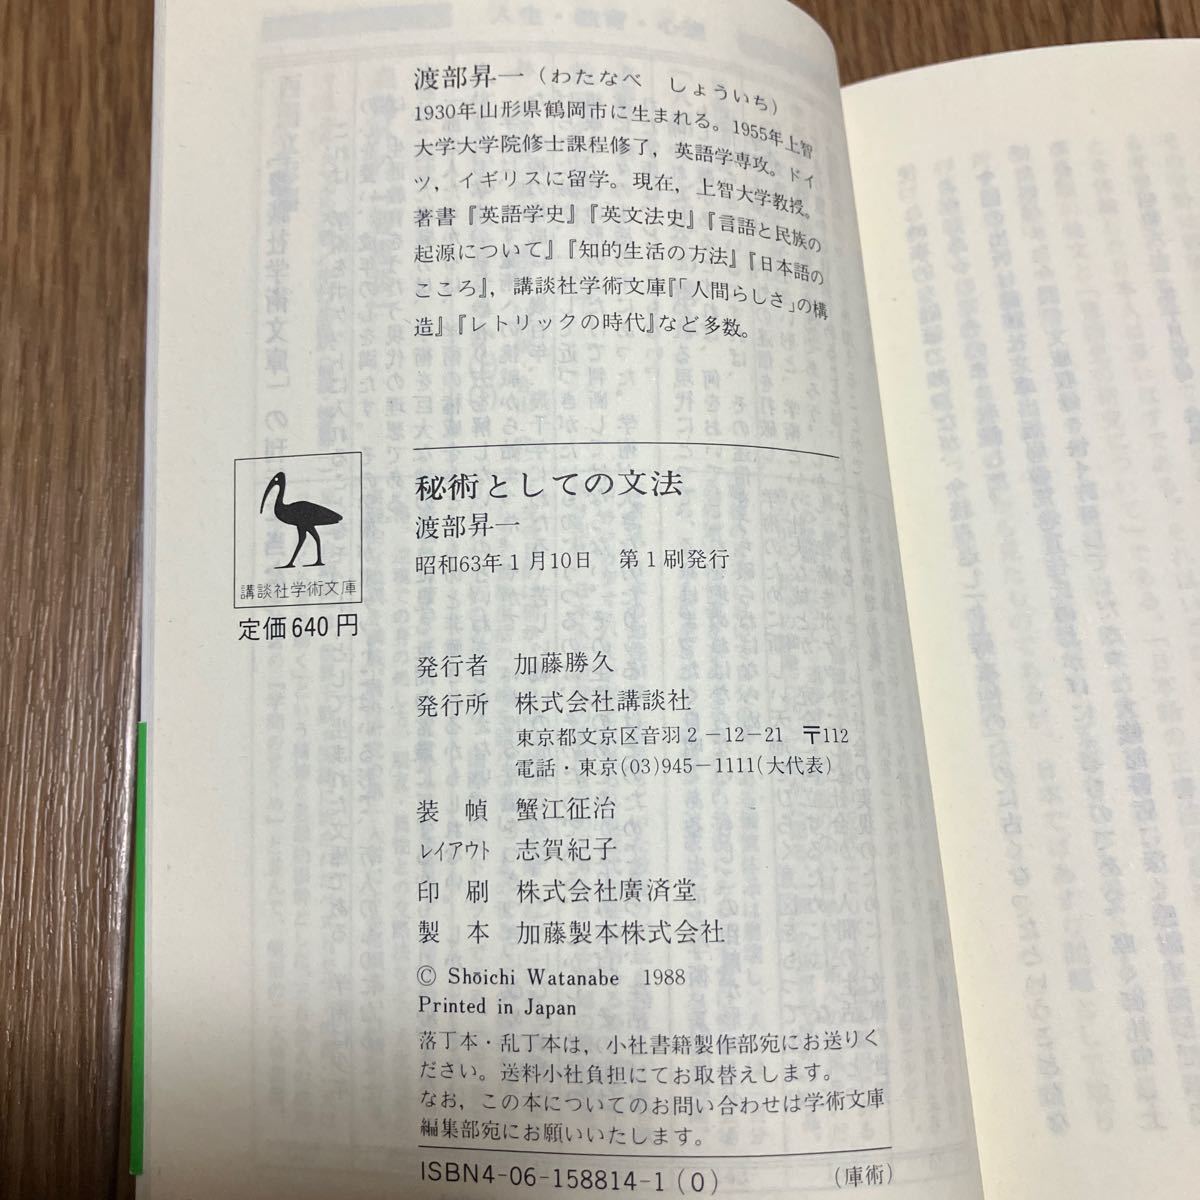 渡部昇一（わたなべ　しょういち）
1930年山形県鶴岡市に生まれる。1955年上智
大学大学院修士課程修了，英語学専攻。ドイ
ツ，イギリスに留学。現在，上智大学教授。
著書『英語学史』『英文法史』『言語と民族の
起源について』『知的生活の方法』『日本語の
こころ』，講談社学術文庫『「人間らしさ」の構
造』『レトリックの時代』など多数。
講談社学術文庫
定価640円
秘術としての文法
渡部昇一
昭和63年1月10日　第1刷発行
発行者　加藤勝久
発行所　株式会社講談社
東京都文京区音羽2－12－21　〒112
電話・東京(03)945－1111(大代表)
装　幀　蟹江征治
レイアウト　志賀紀子
印　刷　株式会社廣済堂
製　本　加藤製本株式会社
© Shōichi Watanabe　1988
Printed in Japan
落丁本・乱丁本は，小社書籍製作部宛にお送りく
ださい。送料小社負担にてお取替えします。
なお，この本についてのお問い合わせは学術文庫
編集部宛にお願いいたします。
ISBN4-06-158814-1 (0)　（庫術）